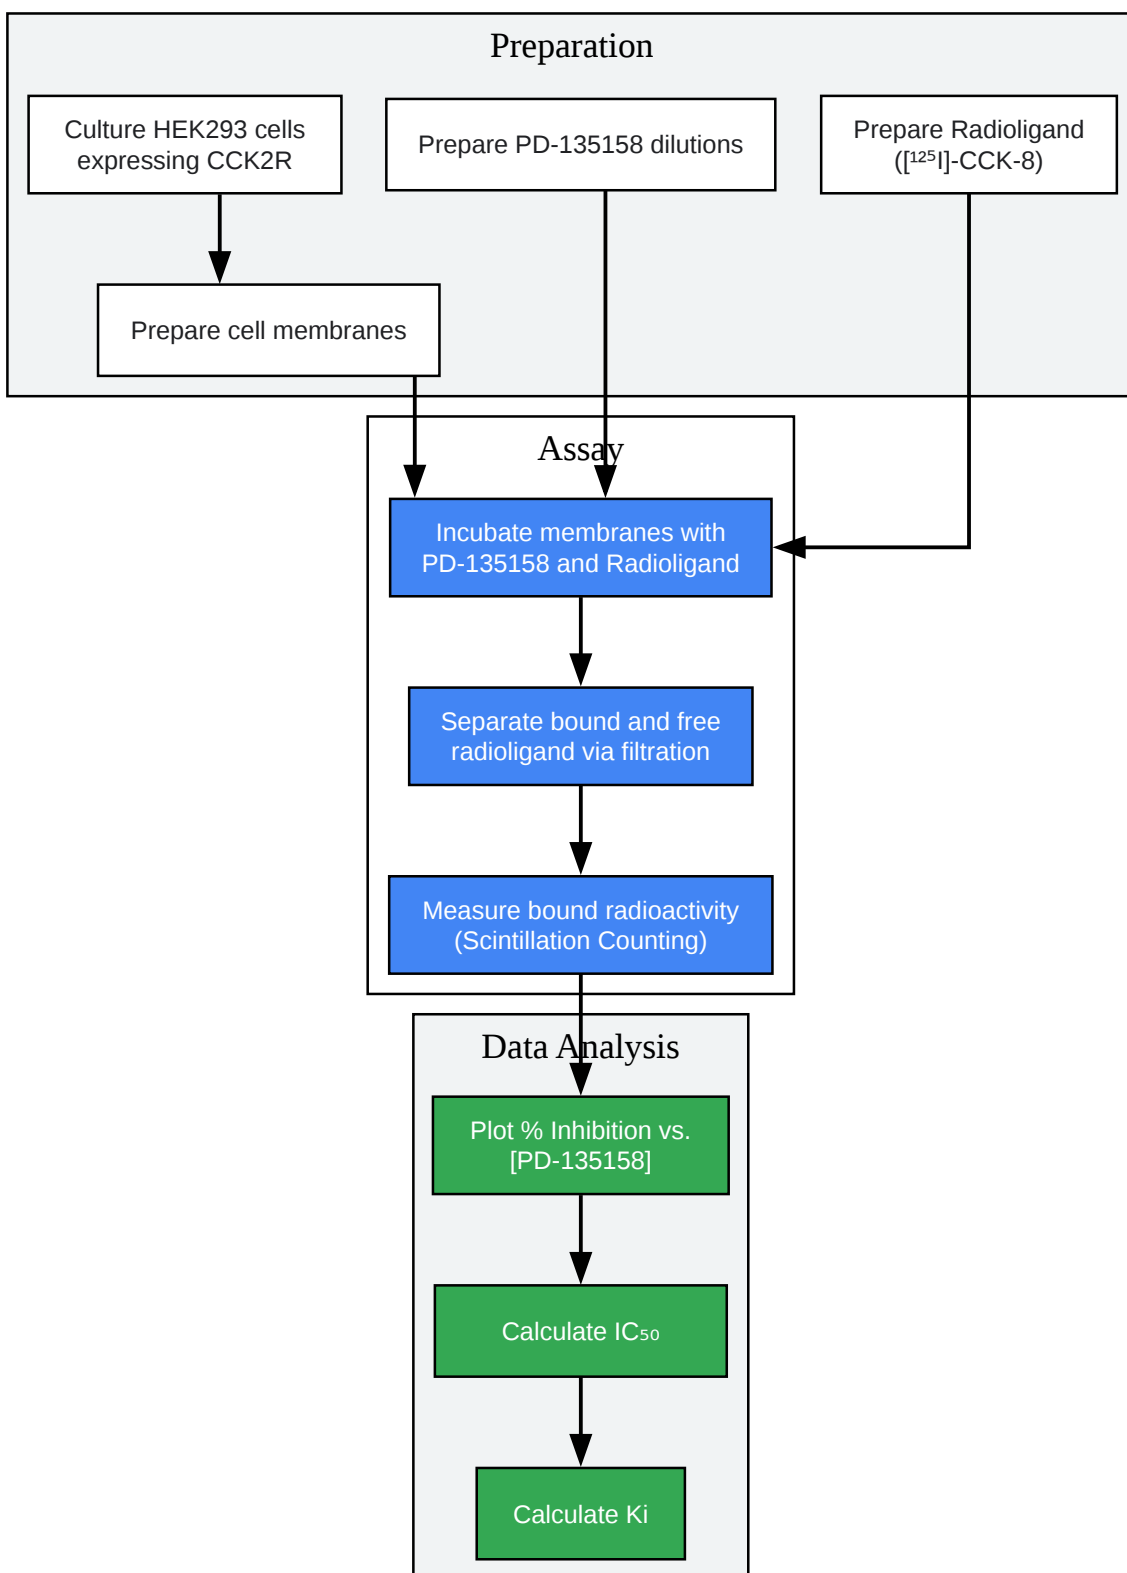 Preparation
Culture HEK293 cells
expressing CCK2R
Prepare PD-135158 dilutions
Prepare Radioligand
([¹²⁵I]-CCK-8)
Prepare cell membranes
Assay
Incubate membranes with
PD-135158 and Radioligand
Separate bound and free
radioligand via filtration
Measure bound radioactivity
(Scintillation Counting)
Data Analysis
Plot % Inhibition vs.
[PD-135158]
Calculate IC₅₀
Calculate Ki